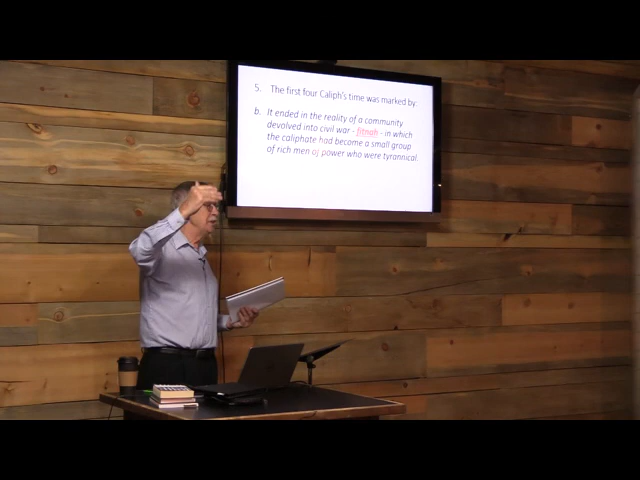 5. The first four Caliph's time was marked by:
b. It ended in the reality of a community
devolved into civil war - fitnah - in which
the caliphate had become a small group
of rich men of power who were tyrannical.